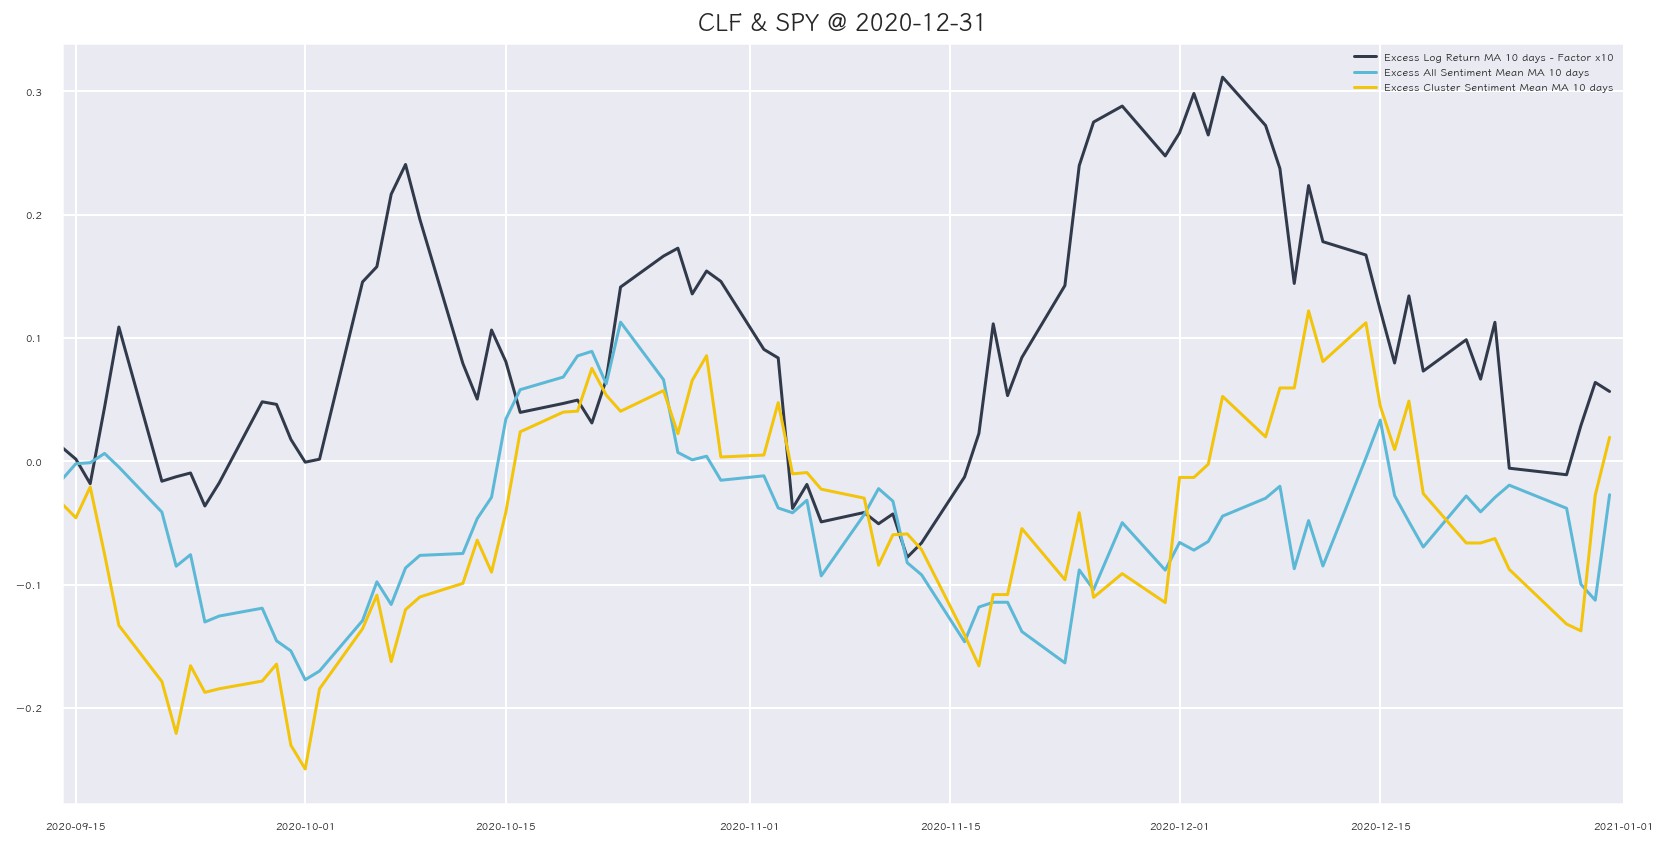 CLF & SPY @ 2020-12-31
Excess Log Return MA 10 days - Factor x10
Excess All Sentiment Mean MA 10 days
Excess Cluster Sentiment Mean MA 10 days
0.3
0.2
0.1
0.0
−0.1
−0.2
2020-09-15 2020-10-01 2020-10-15 2020-11-01 2020-11-15 2020-12-01 2020-12-15 2021-01-01